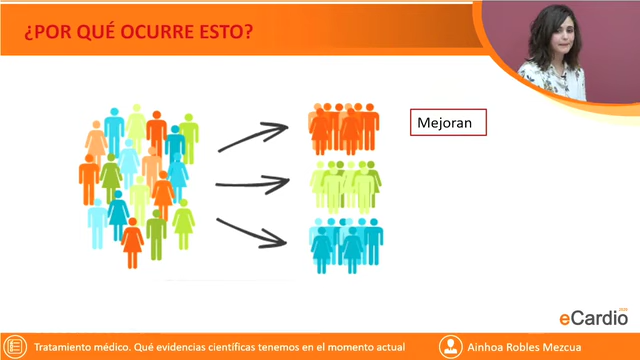 ¿POR QUÉ OCURRE ESTO?
Mejoran
eCardio
Tratamiento médico. Qué evidencias científicas tenemos en el momento actual
Ainhoa Robles Mezcua